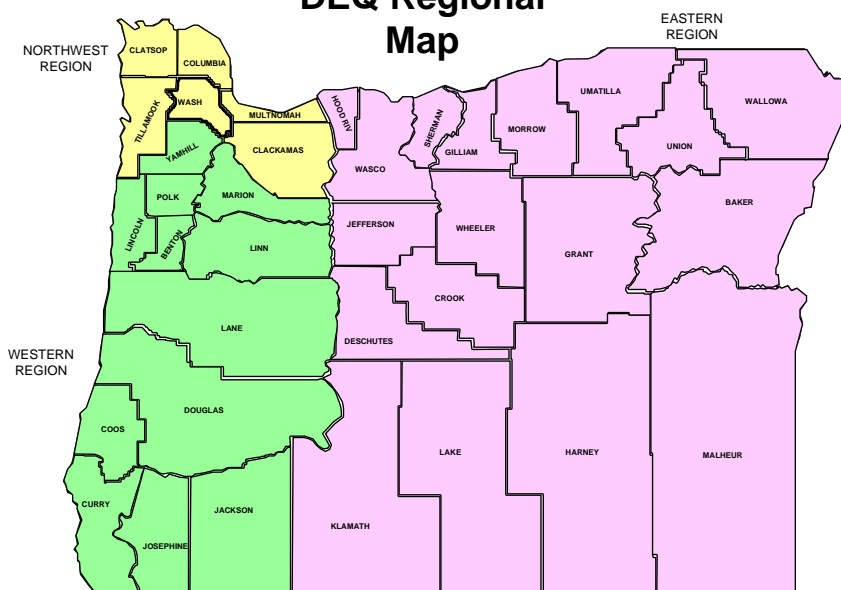 DEQ Regional
Map
EASTERN
REGION
NORTHWEST
REGION
CLATSOP
COLUMBIA
WASH
TILLAMOOK
MULTNOMAH
CLACKAMAS
HOOD RIV
SHERMAN
GILLIAM
MORROW
UMATILLA
WALLOWA
UNION
YAMHILL
WASCO
POLK
MARION
BAKER
LINCOLN
BENTON
LINN
JEFFERSON
WHEELER
GRANT
CROOK
LANE
DESCHUTES
WESTERN
REGION
DOUGLAS
COOS
LAKE
HARNEY
MALHEUR
CURRY
JACKSON
KLAMATH
JOSEPHINE